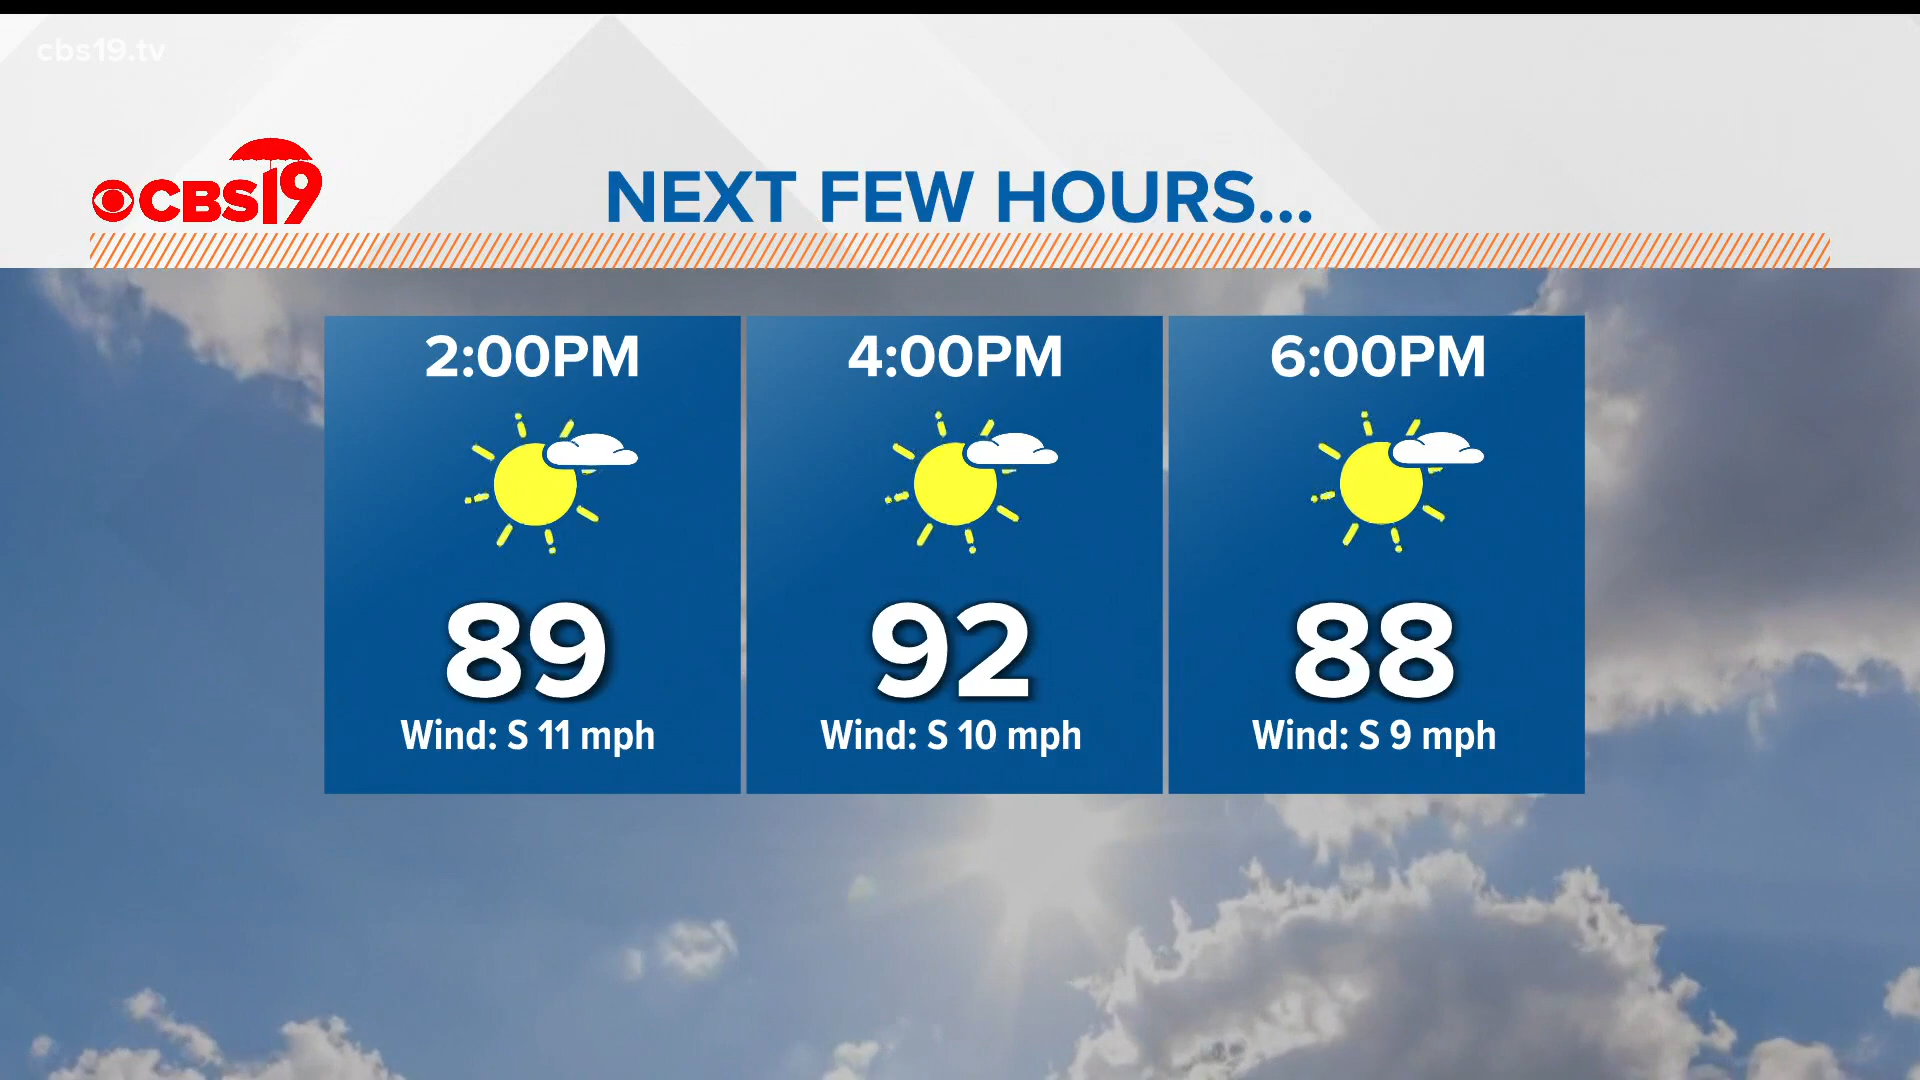 cbs19.tv
CBS19
NEXT FEW HOURS...
2:00PM
4:00PM
6:00PM
89
92
88
Wind: S 11 mph
Wind: S 10 mph
Wind: S 9 mph